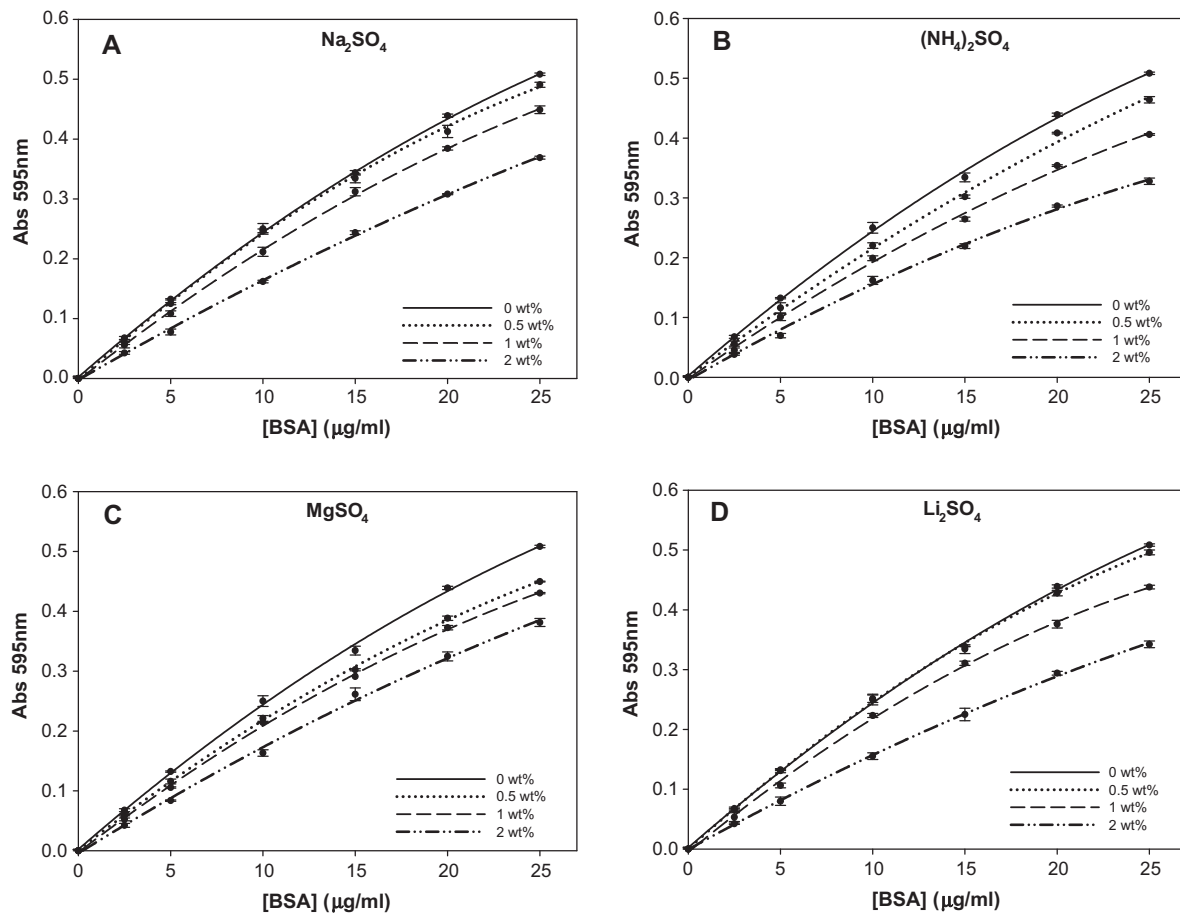 A
Na₂SO₄
Abs 595nm
0.6
0.5
0.4
0.3
0.2
0.1
0.0
0 wt%
0.5 wt%
1 wt%
2 wt%
0 5 10 15 20 25
[BSA] (μg/ml)
B
(NH₄)₂SO₄
Abs 595nm
0.6
0.5
0.4
0.3
0.2
0.1
0.0
0 wt%
0.5 wt%
1 wt%
2 wt%
0 5 10 15 20 25
[BSA] (μg/ml)
C
MgSO₄
Abs 595nm
0.6
0.5
0.4
0.3
0.2
0.1
0.0
0 wt%
0.5 wt%
1 wt%
2 wt%
0 5 10 15 20 25
[BSA] (μg/ml)
D
Li₂SO₄
Abs 595nm
0.6
0.5
0.4
0.3
0.2
0.1
0.0
0 wt%
0.5 wt%
1 wt%
2 wt%
0 5 10 15 20 25
[BSA] (μg/ml)